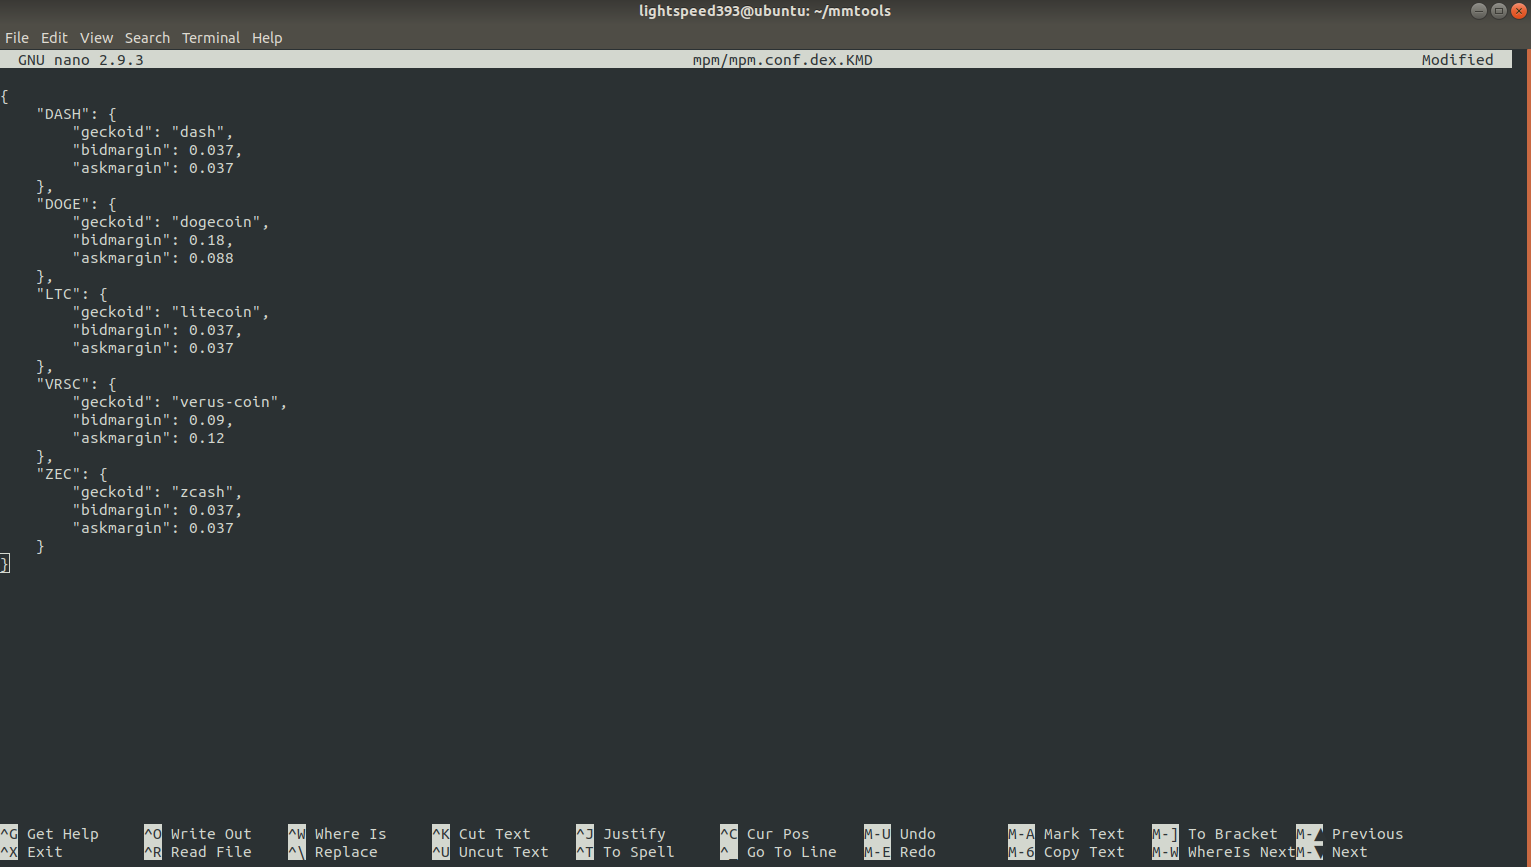 lightspeed393@ubuntu: ~/mmtools
File Edit View Search Terminal Help
GNU nano 2.9.3 mpm/mpm.conf.dex.KMD Modified
{
    "DASH": {
        "geckoid": "dash",
        "bidmargin": 0.037,
        "askmargin": 0.037
    },
    "DOGE": {
        "geckoid": "dogecoin",
        "bidmargin": 0.18,
        "askmargin": 0.088
    },
    "LTC": {
        "geckoid": "litecoin",
        "bidmargin": 0.037,
        "askmargin": 0.037
    },
    "VRSC": {
        "geckoid": "verus-coin",
        "bidmargin": 0.09,
        "askmargin": 0.12
    },
    "ZEC": {
        "geckoid": "zcash",
        "bidmargin": 0.037,
        "askmargin": 0.037
    }
}
^G Get Help ^O Write Out ^W Where Is ^K Cut Text ^J Justify ^C Cur Pos M-U Undo M-A Mark Text M-] To Bracket M-▲ Previous
^X Exit ^R Read File ^\ Replace ^U Uncut Text ^T To Spell ^_ Go To Line M-E Redo M-6 Copy Text M-W WhereIs Next M-▼ Next